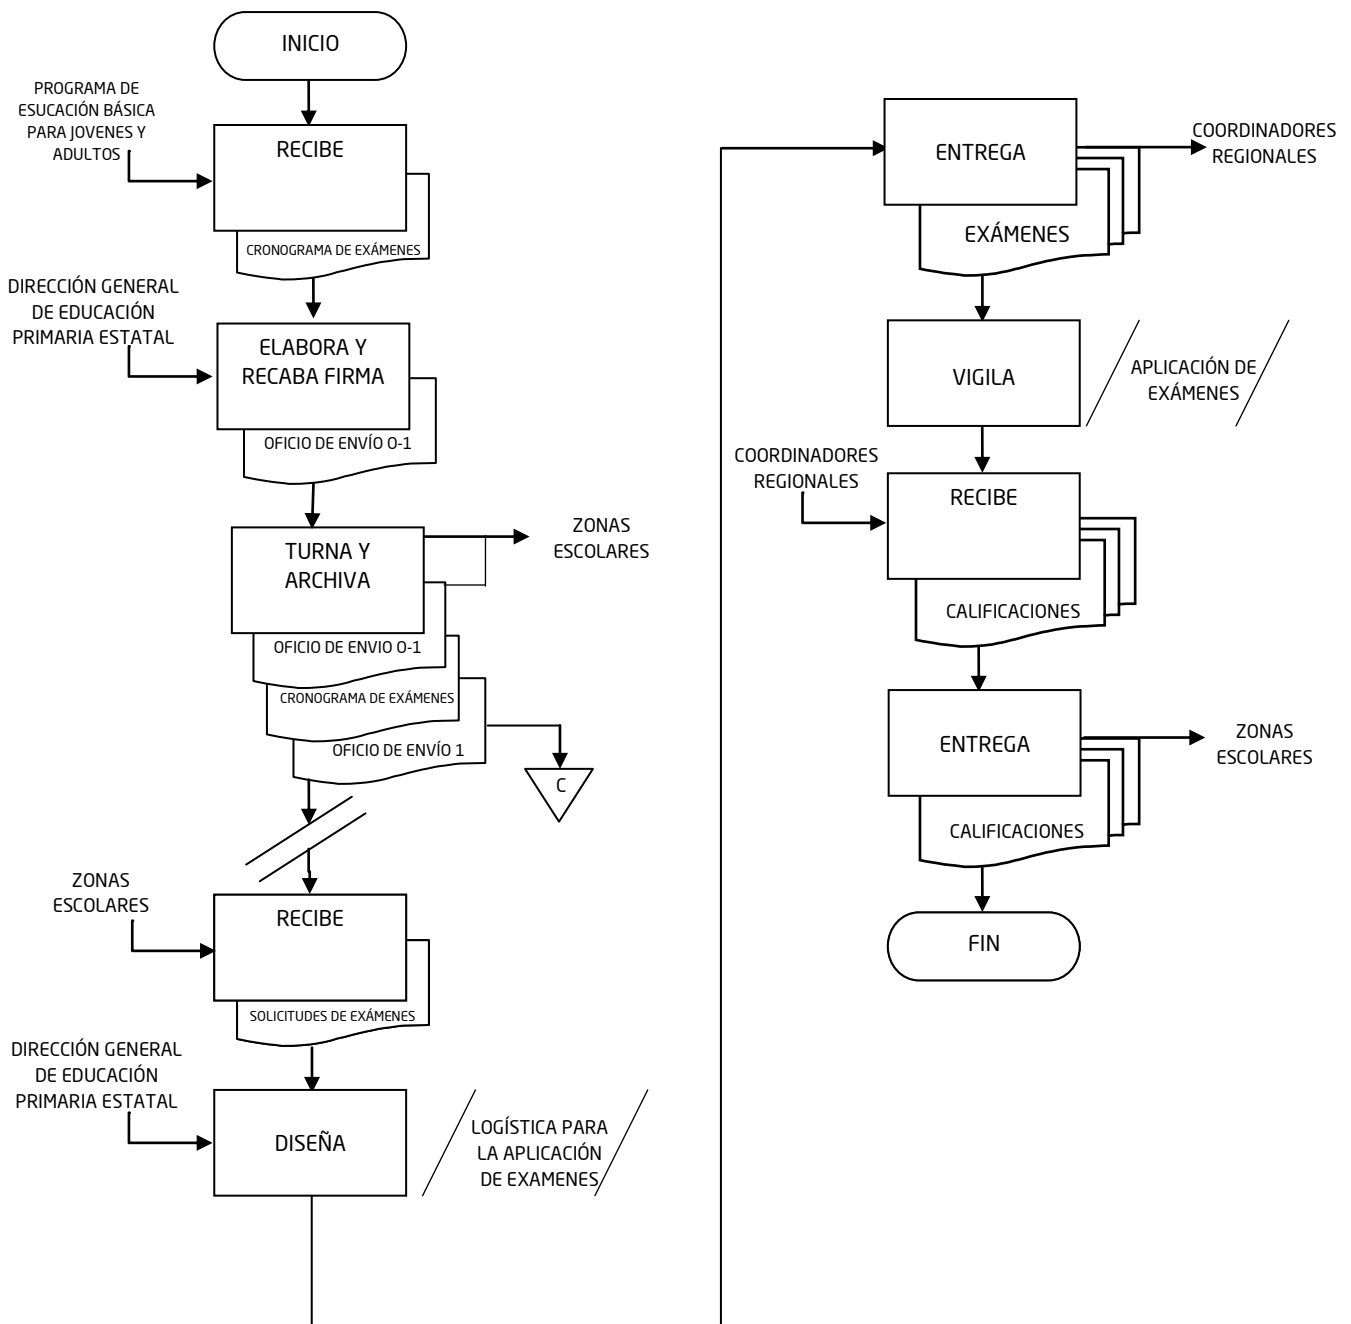 INICIO
PROGRAMA DE
ESUCACIÓN BÁSICA
PARA JOVENES Y
ADULTOS
RECIBE
CRONOGRAMA DE EXÁMENES
DIRECCIÓN GENERAL
DE EDUCACIÓN
PRIMARIA ESTATAL
ELABORA Y
RECABA FIRMA
OFICIO DE ENVÍO O-1
TURNA Y
ARCHIVA
ZONAS
ESCOLARES
OFICIO DE ENVIO O-1
CRONOGRAMA DE EXÁMENES
OFICIO DE ENVÍO 1
C
ZONAS
ESCOLARES
RECIBE
SOLICITUDES DE EXÁMENES
DIRECCIÓN GENERAL
DE EDUCACIÓN
PRIMARIA ESTATAL
DISEÑA
LOGÍSTICA PARA
LA APLICACIÓN
DE EXAMENES
ENTREGA
COORDINADORES
REGIONALES
EXÁMENES
VIGILA
APLICACIÓN DE
EXÁMENES
COORDINADORES
REGIONALES
RECIBE
CALIFICACIONES
ENTREGA
ZONAS
ESCOLARES
CALIFICACIONES
FIN